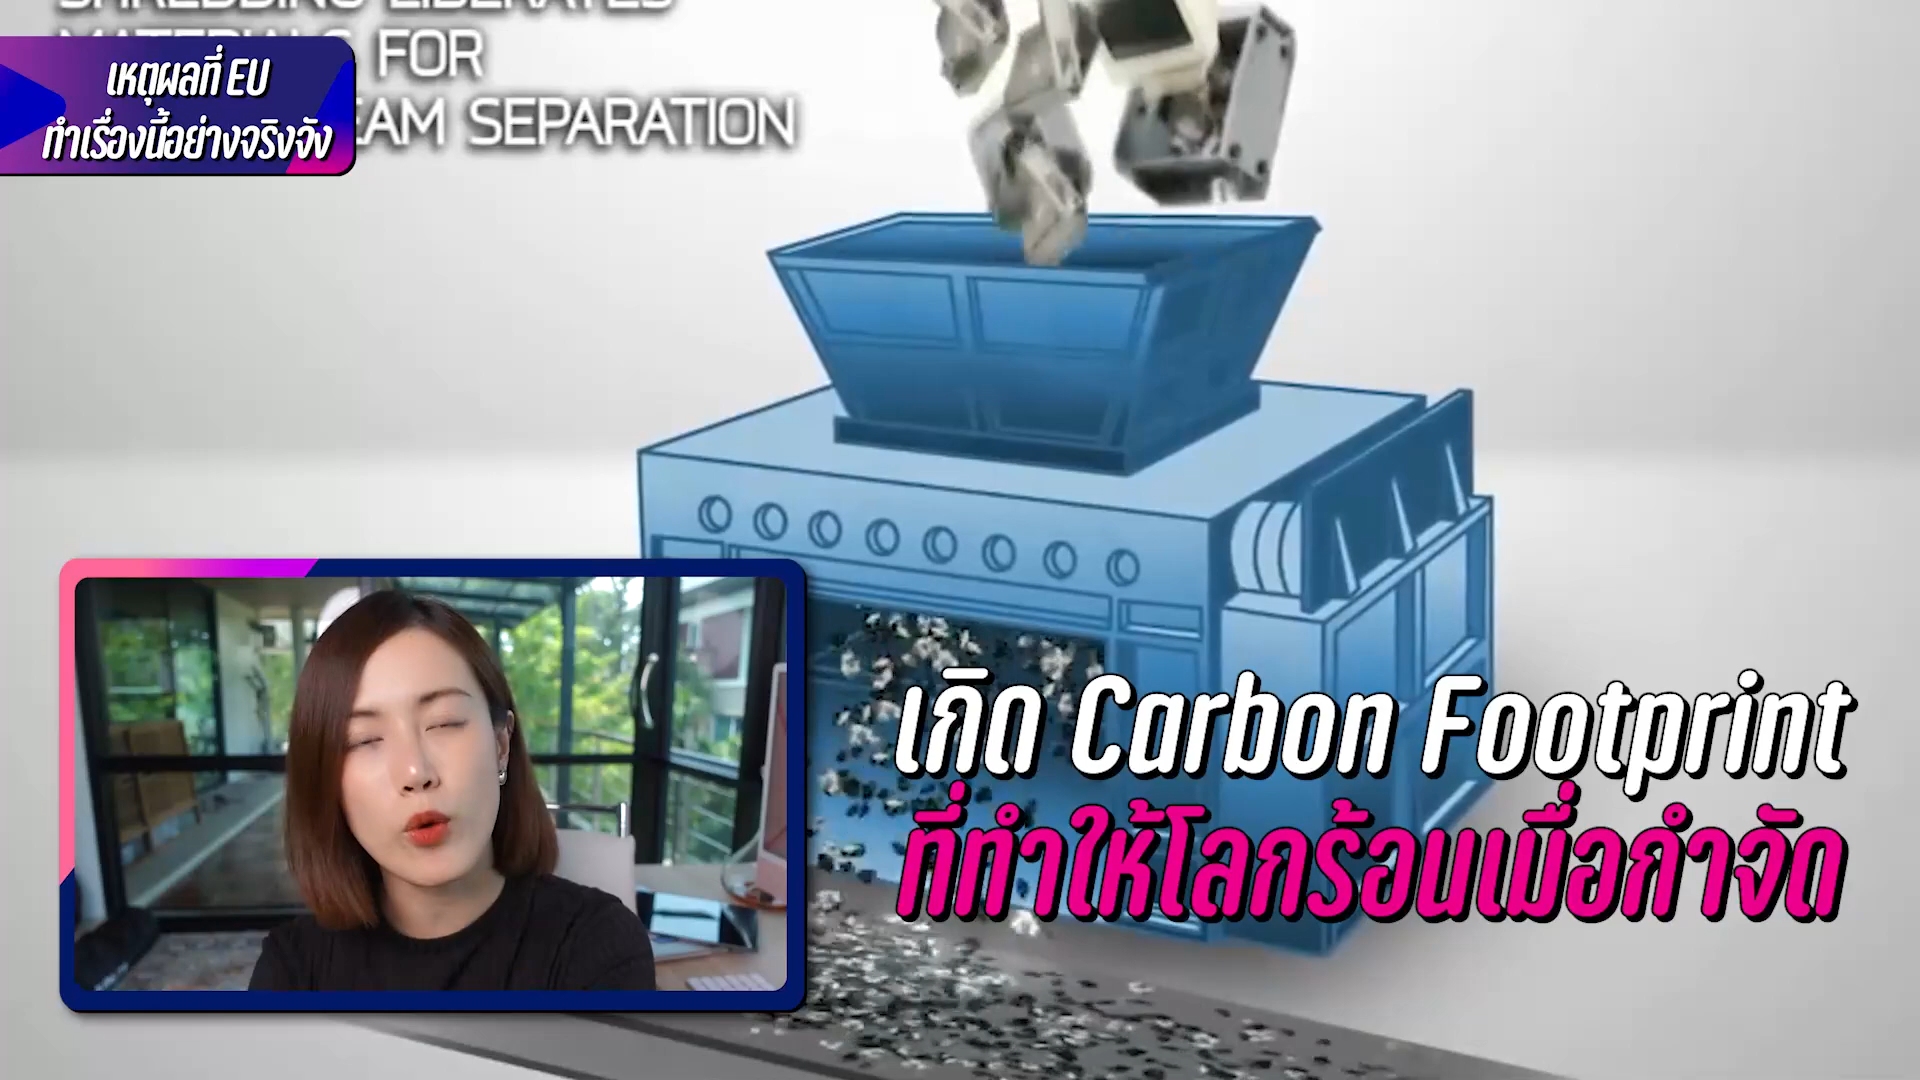 SHREDDING LIBERATES
FOR
SEPARATION
เหตุผลที่ EU
ทำเรื่องนี้อย่างจริงจัง
เกิด Carbon Footprint
ที่ทำให้โลกร้อนเมื่อกำจัด